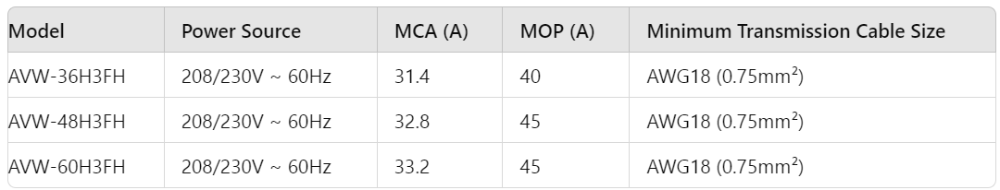 Model Power Source MCA (A) MOP (A) Minimum Transmission Cable Size
AVW-36H3FH 208/230V ~ 60Hz 31.4 40 AWG18 (0.75mm²)
AVW-48H3FH 208/230V ~ 60Hz 32.8 45 AWG18 (0.75mm²)
AVW-60H3FH 208/230V ~ 60Hz 33.2 45 AWG18 (0.75mm²)